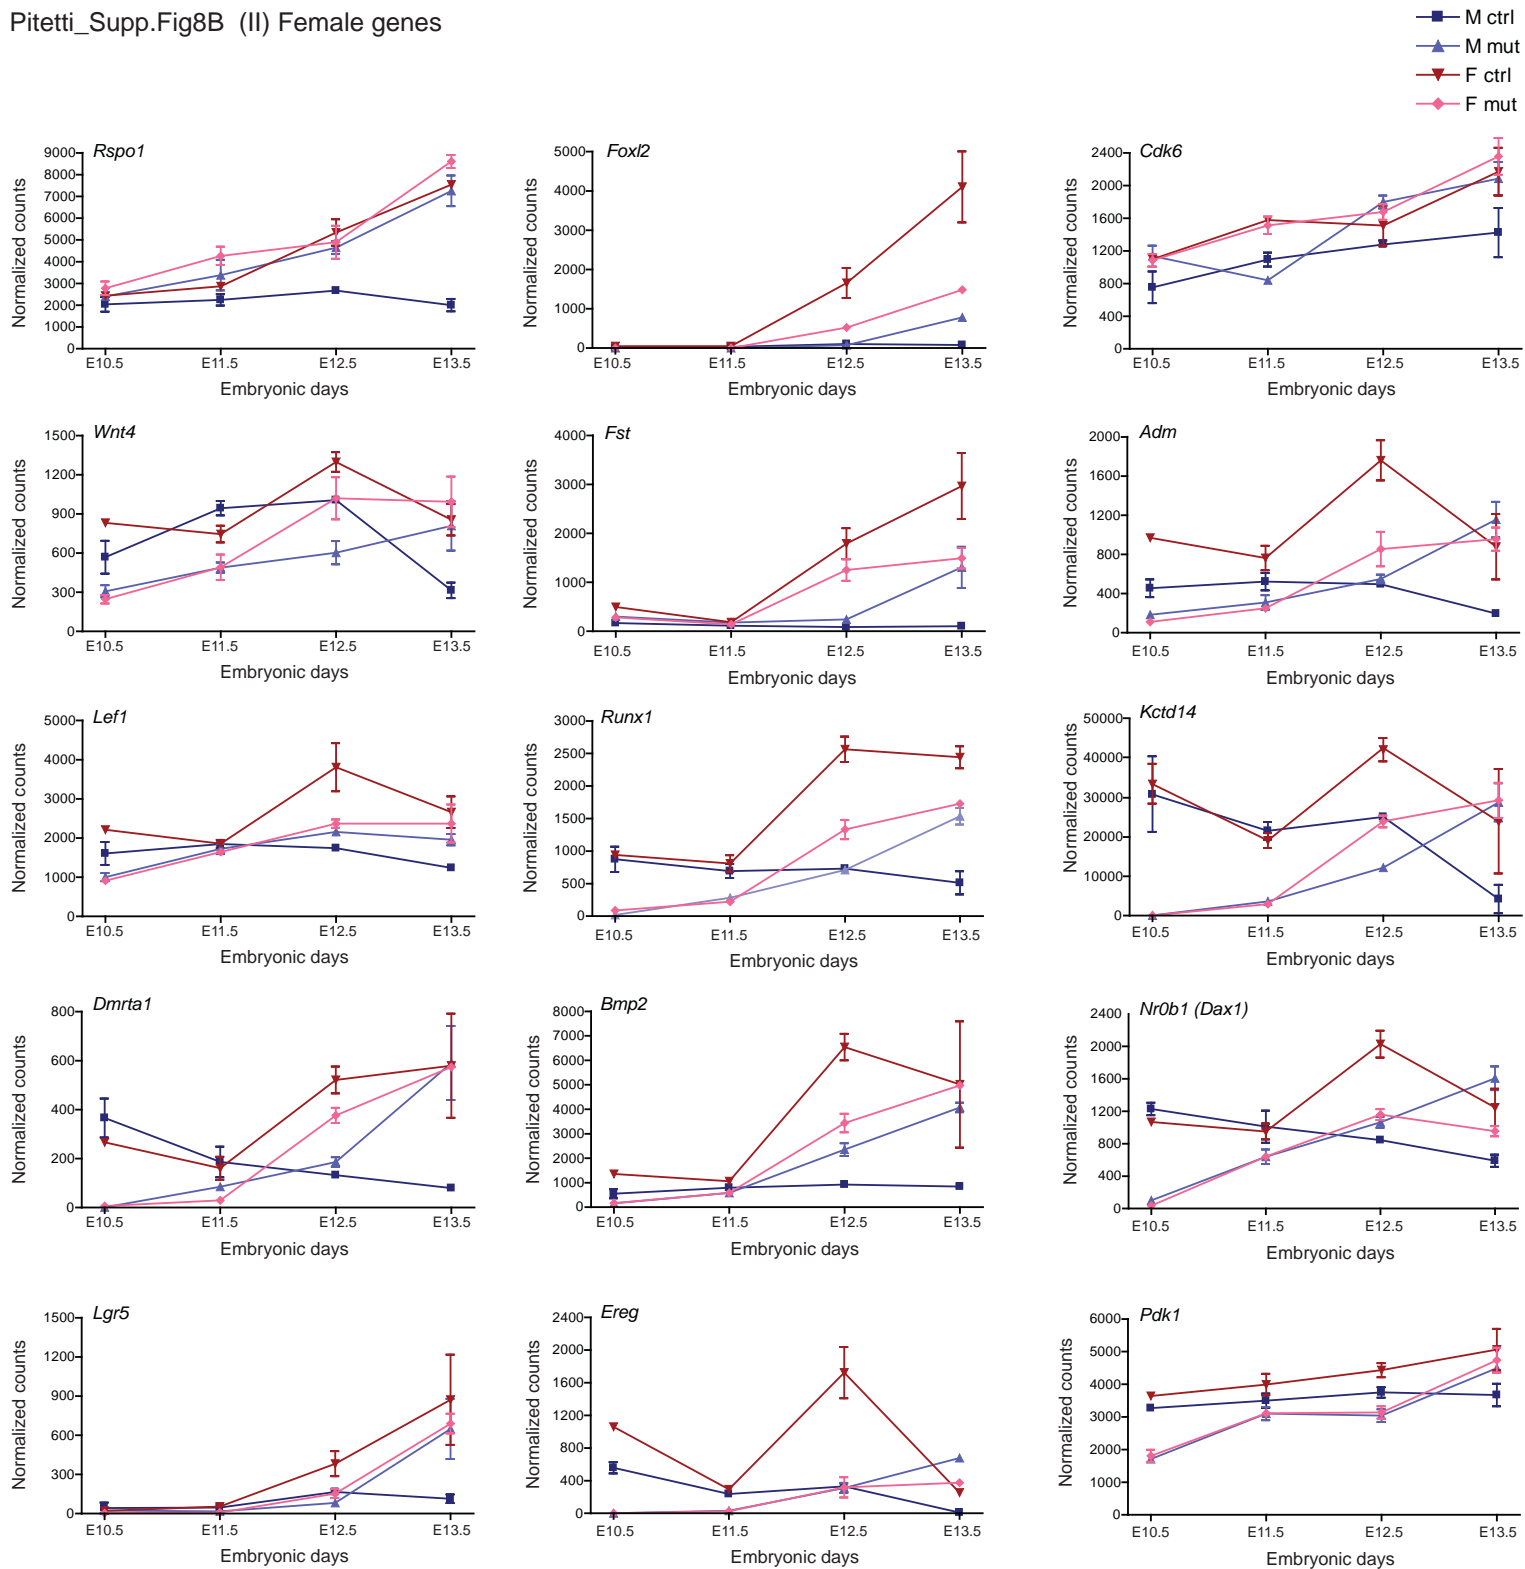 Pitetti_Supp.Fig8B (II) Female genes
M ctrl
M mut
F ctrl
F mut
Rspo1
Normalized counts
9000
8000
7000
6000
5000
4000
3000
2000
1000
0
E10.5 E11.5 E12.5 E13.5
Embryonic days
Foxl2
Normalized counts
5000
4000
3000
2000
1000
0
E10.5 E11.5 E12.5 E13.5
Embryonic days
Cdk6
Normalized counts
2400
2000
1600
1200
800
400
0
E10.5 E11.5 E12.5 E13.5
Embryonic days
Wnt4
Normalized counts
1500
1200
900
600
300
0
E10.5 E11.5 E12.5 E13.5
Embryonic days
Fst
Normalized counts
4000
3000
2000
1000
0
E10.5 E11.5 E12.5 E13.5
Embryonic days
Adm
Normalized counts
2000
1600
1200
800
400
0
E10.5 E11.5 E12.5 E13.5
Embryonic days
Lef1
Normalized counts
5000
4000
3000
2000
1000
0
E10.5 E11.5 E12.5 E13.5
Embryonic days
Runx1
Normalized counts
3000
2500
2000
1500
1000
500
0
E10.5 E11.5 E12.5 E13.5
Embryonic days
Kctd14
Normalized counts
50000
40000
30000
20000
10000
0
E10.5 E11.5 E12.5 E13.5
Embryonic days
Dmrta1
Normalized counts
800
600
400
200
0
E10.5 E11.5 E12.5 E13.5
Embryonic days
Bmp2
Normalized counts
8000
7000
6000
5000
4000
3000
2000
1000
0
E10.5 E11.5 E12.5 E13.5
Embryonic days
Nr0b1 (Dax1)
Normalized counts
2400
2000
1600
1200
800
400
0
E10.5 E11.5 E12.5 E13.5
Embryonic days
Lgr5
Normalized counts
1500
1200
900
600
300
0
E10.5 E11.5 E12.5 E13.5
Embryonic days
Ereg
Normalized counts
2400
2000
1600
1200
800
400
0
E10.5 E11.5 E12.5 E13.5
Embryonic days
Pdk1
Normalized counts
6000
5000
4000
3000
2000
1000
0
E10.5 E11.5 E12.5 E13.5
Embryonic days